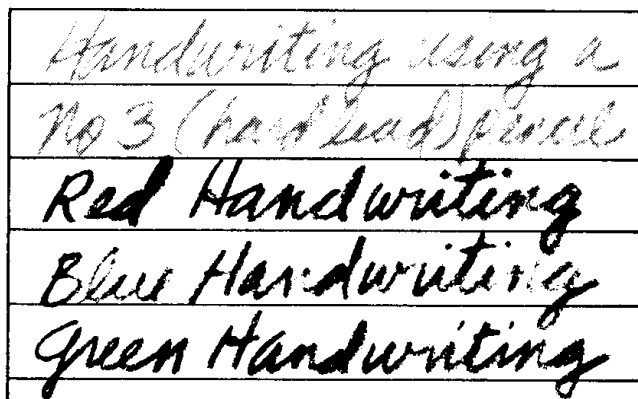 Handwriting using a
No 3 (hard lead) pencil
Red Handwriting
Blue Handwriting
Green Handwriting